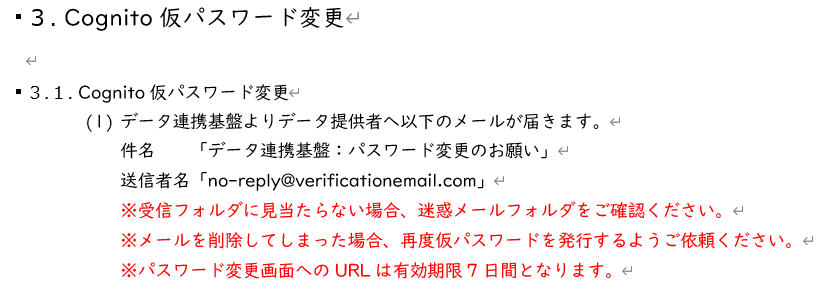 ３. Cognito 仮パスワード変更
３.１. Cognito 仮パスワード変更
(1) データ連携基盤よりデータ提供者へ以下のメールが届きます。
件名　　「データ連携基盤：パスワード変更のお願い」
送信者名「no-reply@verificationemail.com」
※受信フォルダに見当たらない場合、迷惑メールフォルダをご確認ください。
※メールを削除してしまった場合、再度仮パスワードを発行するようご依頼ください。
※パスワード変更画面への URL は有効期限 7 日間となります。